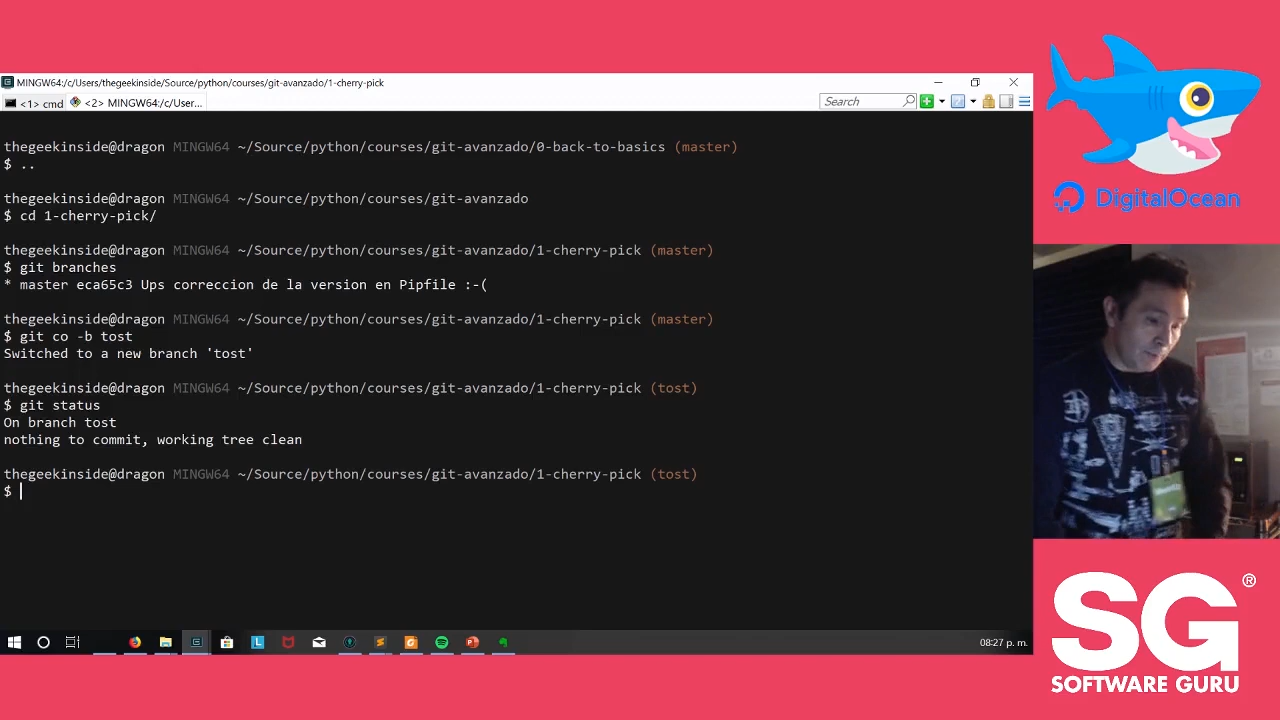 MINGW64:/c/Users/thegeekinside/Source/python/courses/git-avanzado/1-cherry-pick
<1> cmd
<2> MINGW64:/c/User...
Search
thegeekinside@dragon MINGW64 ~/Source/python/courses/git-avanzado/0-back-to-basics (master)
$ ..
thegeekinside@dragon MINGW64 ~/Source/python/courses/git-avanzado
$ cd 1-cherry-pick/
thegeekinside@dragon MINGW64 ~/Source/python/courses/git-avanzado/1-cherry-pick (master)
$ git branches
* master eca65c3 Ups correccion de la version en Pipfile :-(
thegeekinside@dragon MINGW64 ~/Source/python/courses/git-avanzado/1-cherry-pick (master)
$ git co -b tost
Switched to a new branch 'tost'
thegeekinside@dragon MINGW64 ~/Source/python/courses/git-avanzado/1-cherry-pick (tost)
$ git status
On branch tost
nothing to commit, working tree clean
thegeekinside@dragon MINGW64 ~/Source/python/courses/git-avanzado/1-cherry-pick (tost)
$
08:27 p. m.
DigitalOcean
SG®
SOFTWARE GURU